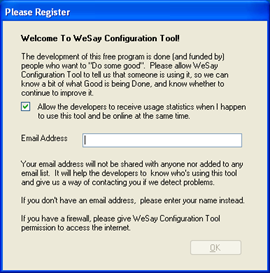 Please Register
Welcome To WeSay Configuration Tool!
The development of this free program is done (and funded by)
people who want to "Do some good".  Please allow WeSay
Configuration Tool to tell us that someone is using it, so we can
know a bit of what Good is being Done, and know whether to
continue to improve it.
Allow the developers to receive usage statistics when I happen
to use this tool and be online at the same time.
Email Address
Your email address will not be shared with anyone nor added to any
email list.  It will help the developers to  know who's using this tool
and give us a way of contacting you if we detect problems.
If you don't have an email address,  please enter your name instead.
If you have a firewall, please give WeSay Configuration Tool
permission to access the internet.
OK